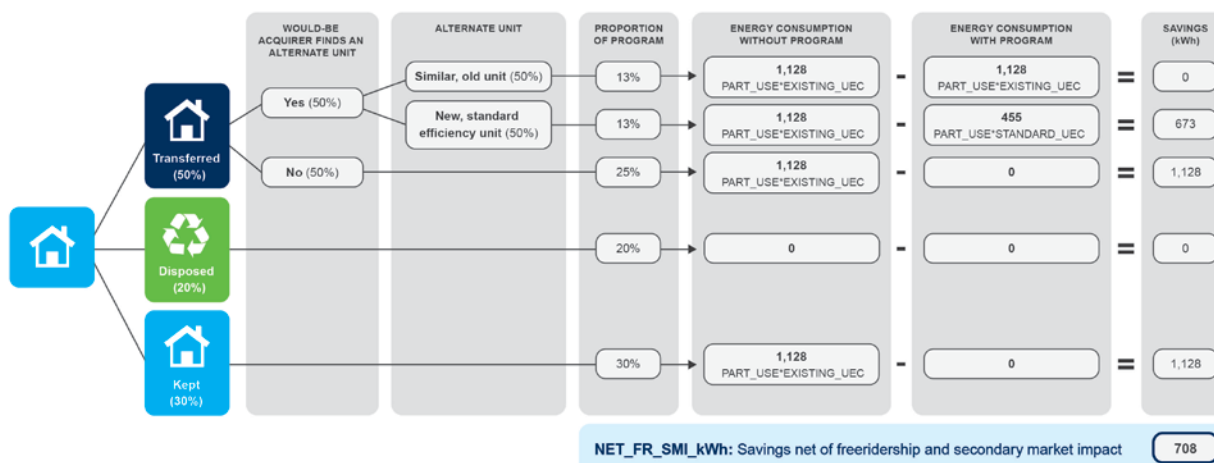 WOULD-BE
ACQUIRER FINDS AN
ALTERNATE UNIT
ALTERNATE UNIT
PROPORTION
OF PROGRAM
ENERGY CONSUMPTION
WITHOUT PROGRAM
ENERGY CONSUMPTION
WITH PROGRAM
SAVINGS
(kWh)
Transferred
(50%)
Yes (50%)
Similar, old unit (50%)
13%
1,128
PART_USE*EXISTING_UEC
-
1,128
PART_USE*EXISTING_UEC
=
0
New, standard
efficiency unit (50%)
13%
1,128
PART_USE*EXISTING_UEC
-
455
PART_USE*STANDARD_UEC
=
673
No (50%)
25%
1,128
PART_USE*EXISTING_UEC
-
0
=
1,128
Disposed
(20%)
20%
0
-
0
=
0
Kept
(30%)
30%
1,128
PART_USE*EXISTING_UEC
-
0
=
1,128
NET_FR_SMI_kWh: Savings net of freeridership and secondary market impact 708